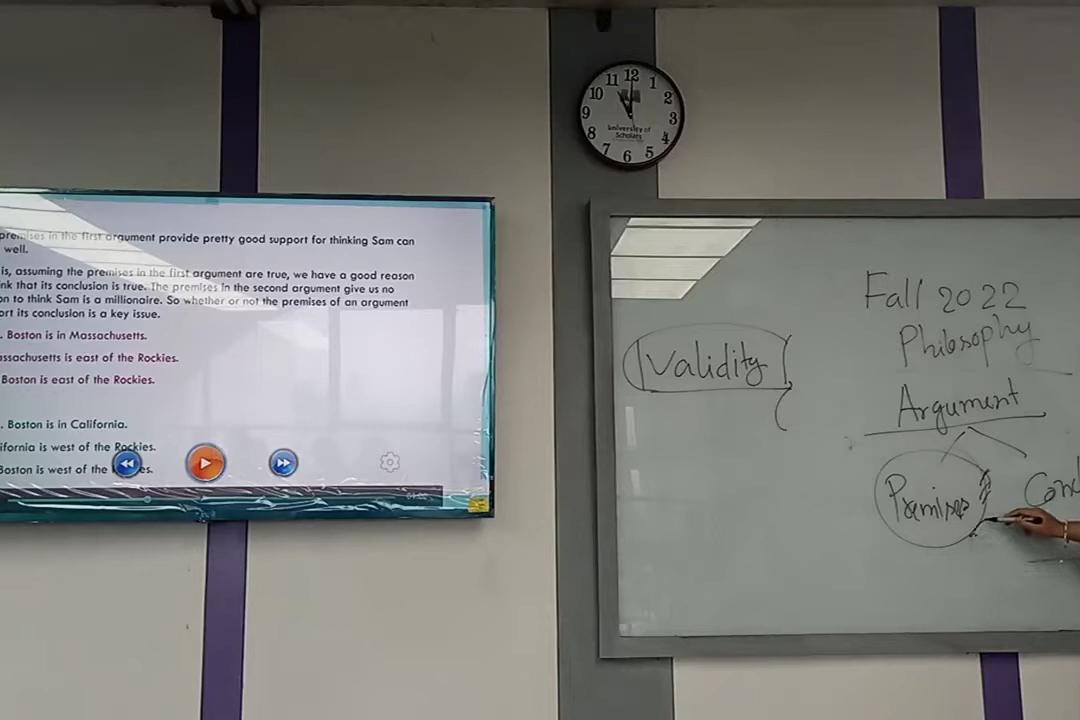 premises in the first argument provide pretty good support for thinking Sam can
well.
is, assuming the premises in the first argument are true, we have a good reason
nk that its conclusion is true. The premises in the second argument give us no
on to think Sam is a millionaire. So whether or not the premises of an argument
ort its conclusion is a key issue.
. Boston is in Massachusetts.
assachusetts is east of the Rockies.
Boston is east of the Rockies.
. Boston is in California.
ifornia is west of the Rockies.
Boston is west of the es.
12
11 1
10 2
9 3
8 4
7 6 5
University of
Scholars
Validity
Fall 2022
Philosophy
Argument
Premises
Concl